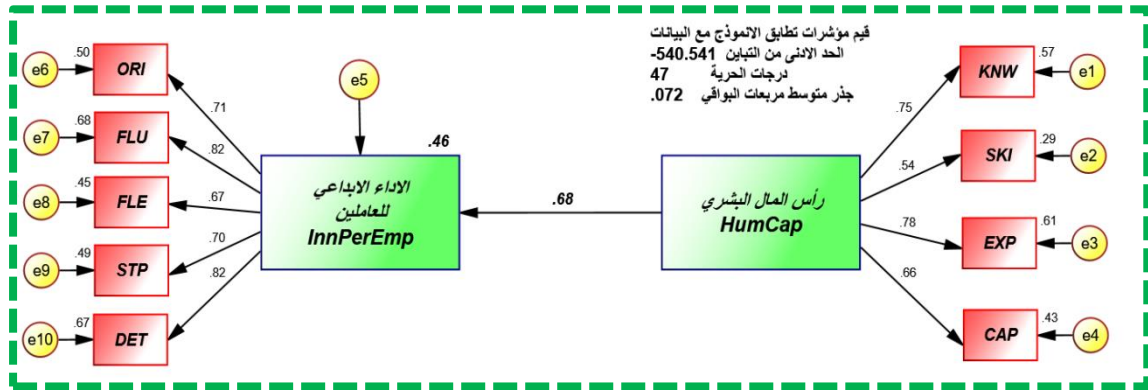 قيم مؤشرات تطابق الانموذج مع البيانات
الحد الادنى من التباين 540.541-
درجات الحرية 47
جذر متوسط مربعات البواقي .072
e6
.50
ORI
.71
e7
.68
FLU
.82
e8
.45
FLE
.67
e9
.49
STP
.70
e10
.67
DET
.82
e5
.46
الاداء الابداعي
للعاملين
InnPerEmp
.68
رأس المال البشري
HumCap
.75
KNW
.57
e1
.54
SKI
.29
e2
.78
EXP
.61
e3
.66
CAP
.43
e4